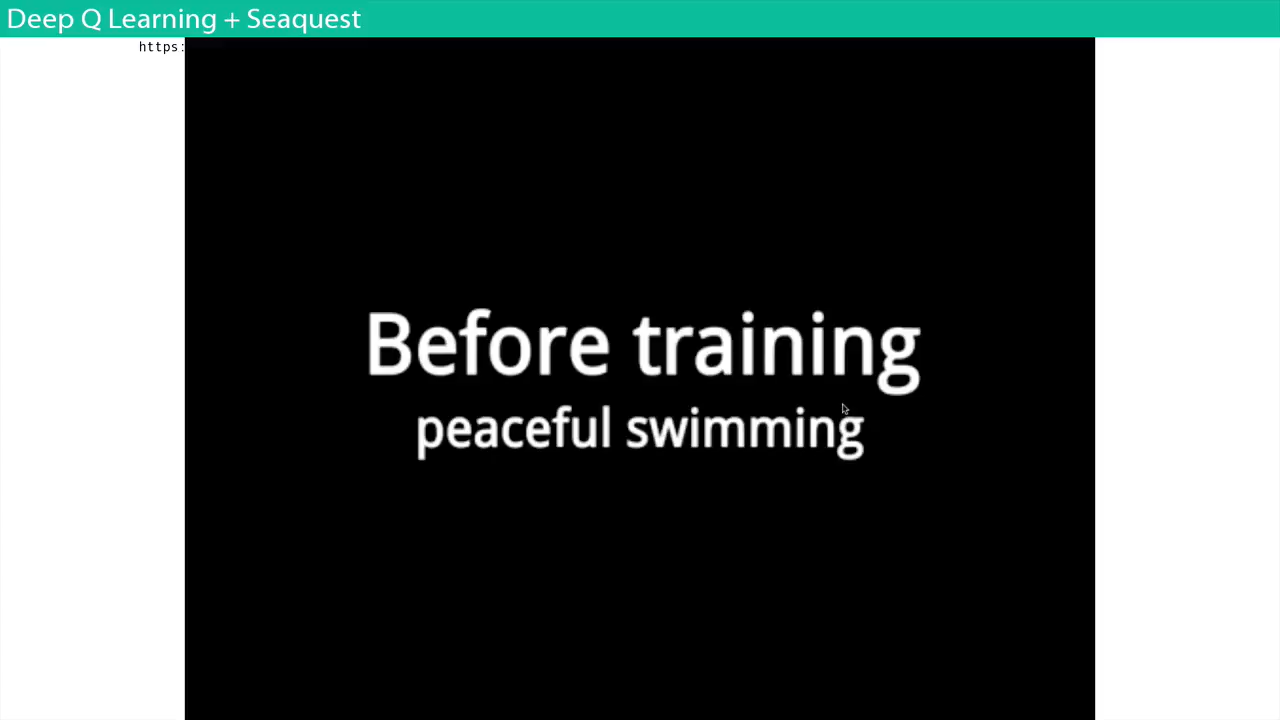 Deep Q Learning + Seaquest
https:
Before training
peaceful swimming